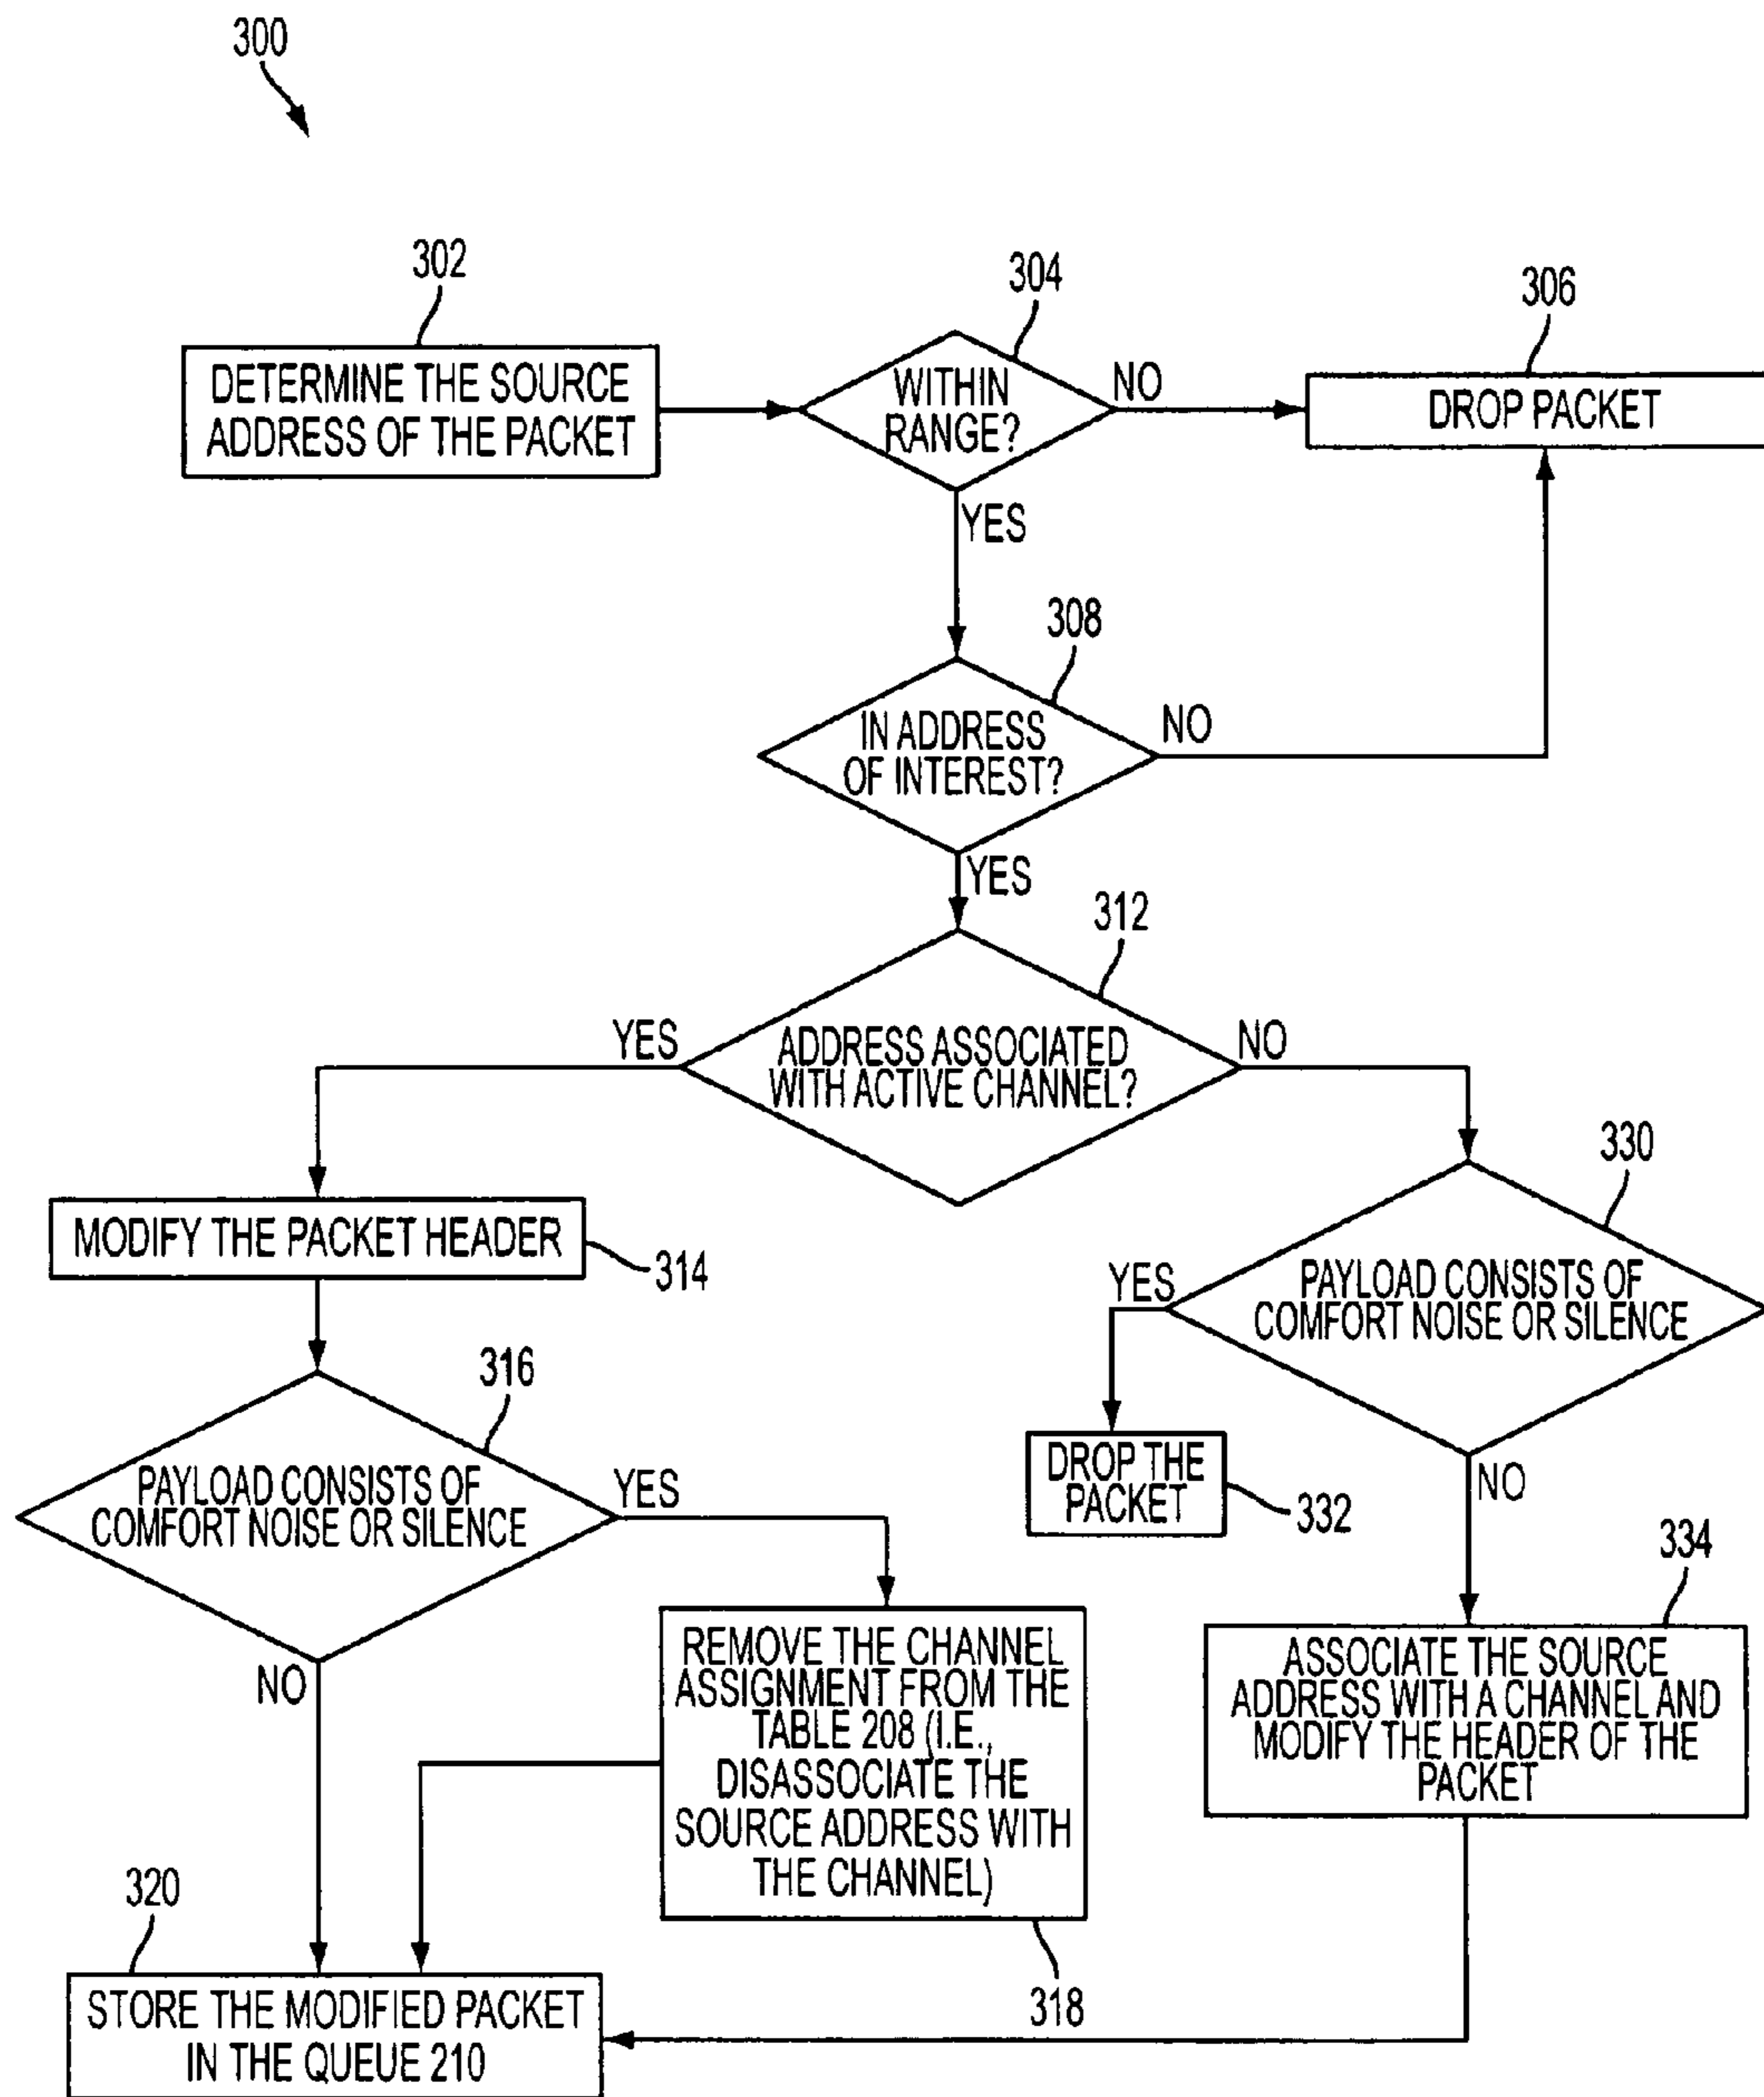 300
302
DETERMINE THE SOURCE
ADDRESS OF THE PACKET
304
WITHIN
RANGE?
NO
306
DROP PACKET
YES
308
IN ADDRESS
OF INTEREST?
NO
YES
312
ADDRESS ASSOCIATED
WITH ACTIVE CHANNEL?
YES
NO
MODIFY THE PACKET HEADER
314
330
PAYLOAD CONSISTS OF
COMFORT NOISE OR SILENCE
YES
NO
DROP THE
PACKET
332
316
PAYLOAD CONSISTS OF
COMFORT NOISE OR SILENCE
YES
NO
REMOVE THE CHANNEL
ASSIGNMENT FROM THE
TABLE 208 (I.E.,
DISASSOCIATE THE
SOURCE ADDRESS WITH
THE CHANNEL)
318
334
ASSOCIATE THE SOURCE
ADDRESS WITH A CHANNEL AND
MODIFY THE HEADER OF THE
PACKET
320
STORE THE MODIFIED PACKET
IN THE QUEUE 210